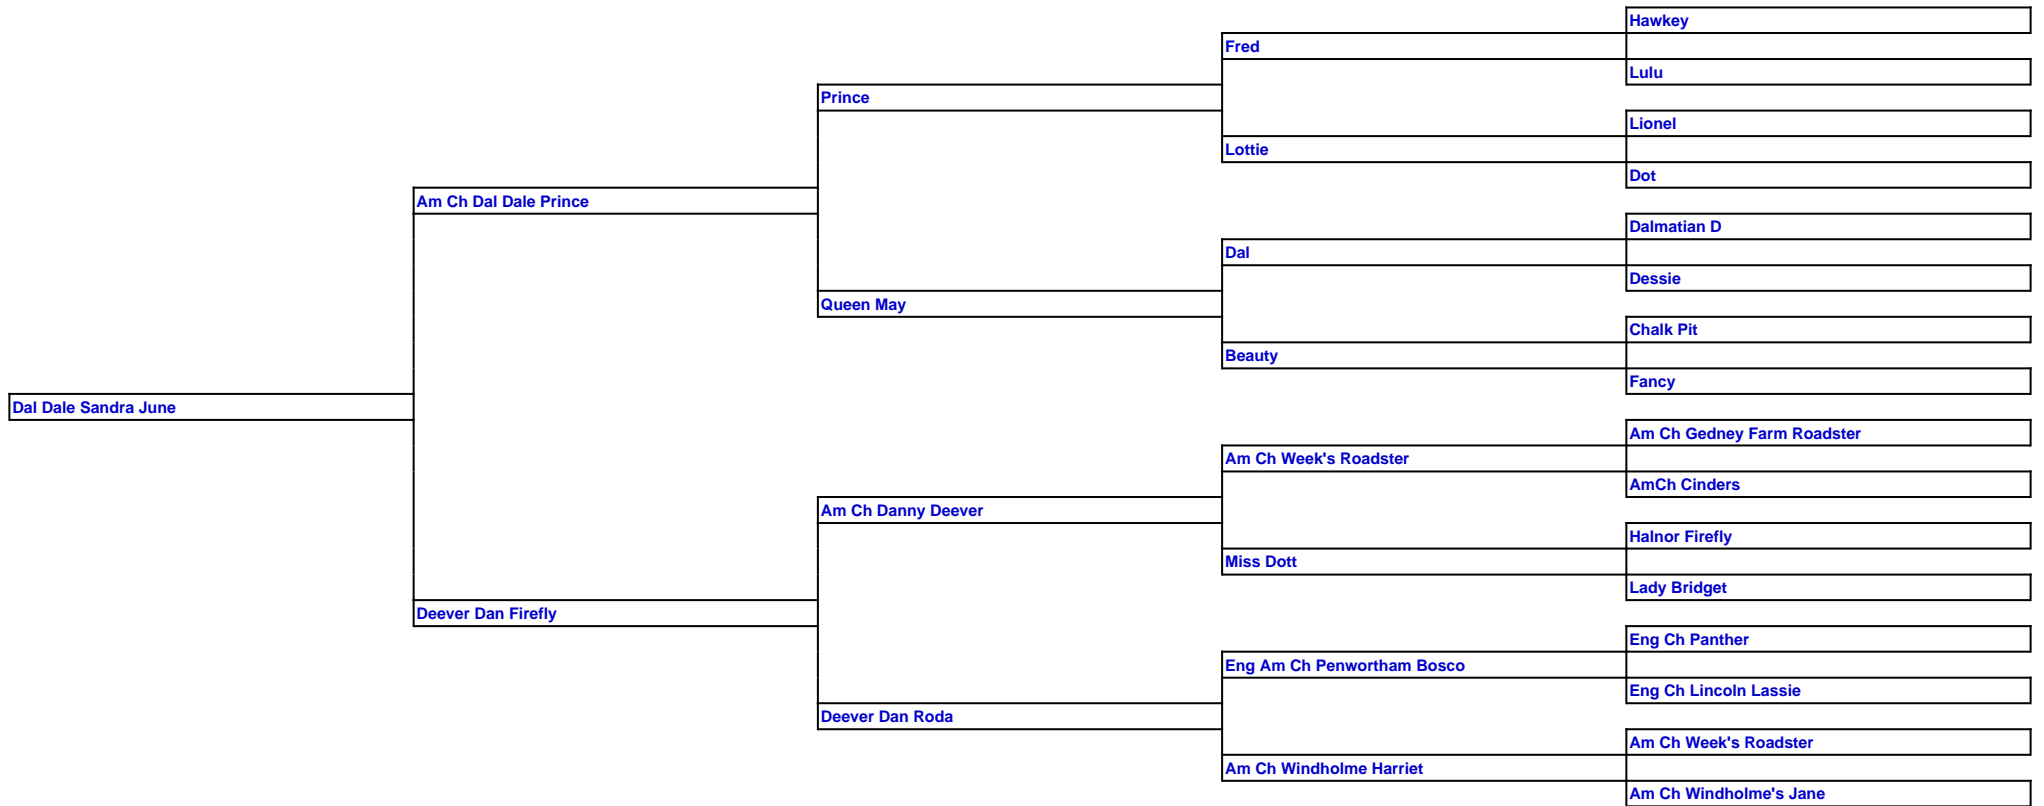 Hawkey
Fred
Lulu
Prince
Lionel
Lottie
Dot
Am Ch Dal Dale Prince
Dalmatian D
Dal
Dessie
Queen May
Chalk Pit
Beauty
Fancy
Dal Dale Sandra June
Am Ch Gedney Farm Roadster
Am Ch Week's Roadster
AmCh Cinders
Am Ch Danny Deever
Halnor Firefly
Miss Dott
Lady Bridget
Deever Dan Firefly
Eng Ch Panther
Eng Am Ch Penwortham Bosco
Eng Ch Lincoln Lassie
Deever Dan Roda
Am Ch Week's Roadster
Am Ch Windholme Harriet
Am Ch Windholme's Jane